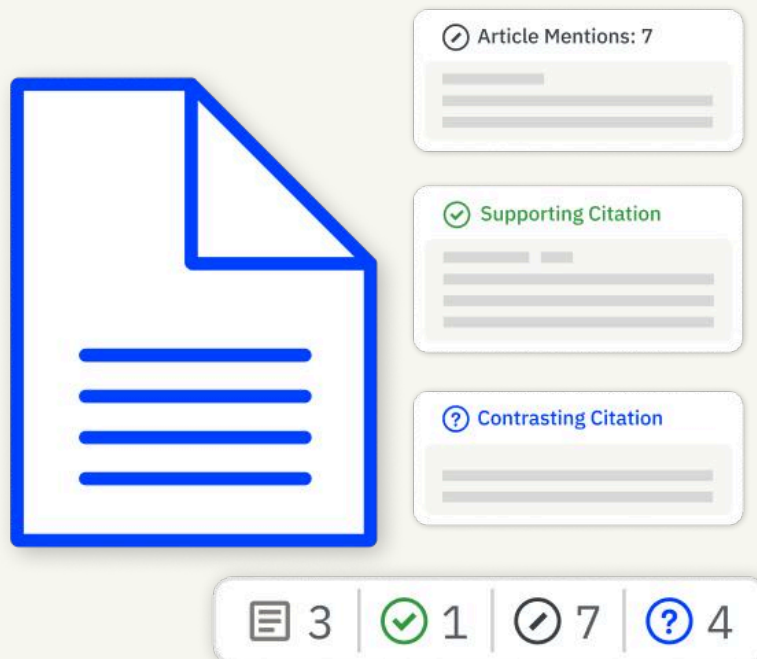 Article Mentions: 7
Supporting Citation
Contrasting Citation
3 1 7 4